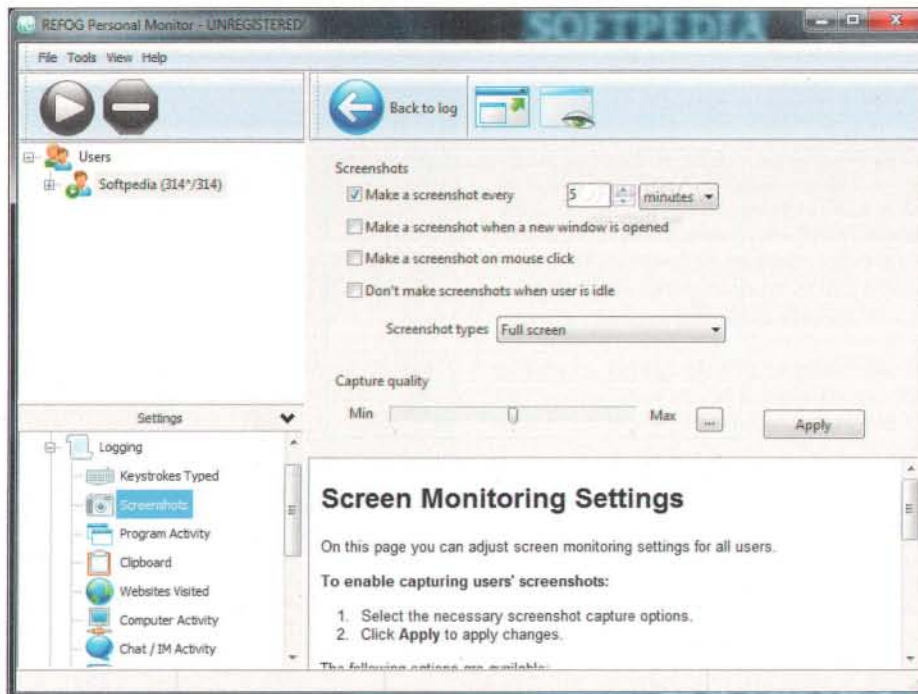 REFOG Personal Monitor - UNREGISTERED
SOFTPEDIA
File Tools View Help
Back to log
Users
Softpedia (314*/314)
Screenshots
Make a screenshot every 5 minutes
Make a screenshot when a new window is opened
Make a screenshot on mouse click
Don't make screenshots when user is idle
Screenshot types Full screen
Capture quality
Min Max ... Apply
Settings
Logging
Keystrokes Typed
Screenshots
Program Activity
Clipboard
Websites Visited
Computer Activity
Chat / IM Activity
Screen Monitoring Settings
On this page you can adjust screen monitoring settings for all users.
To enable capturing users' screenshots:
1. Select the necessary screenshot capture options.
2. Click Apply to apply changes.
The following options are available: